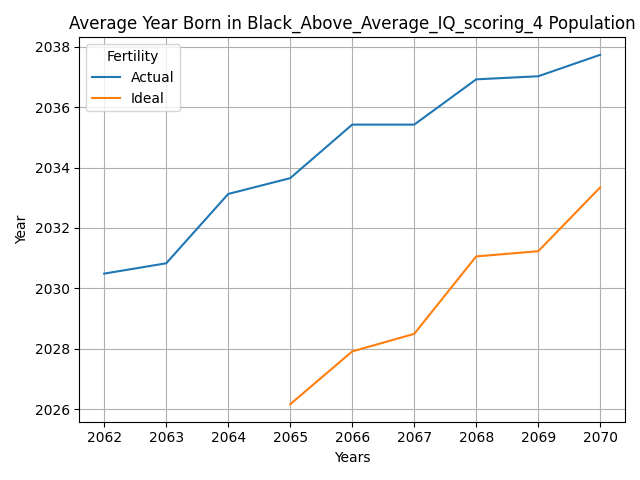 Average Year Born in Black_Above_Average_IQ_scoring_4 Population
Fertility
Actual
Ideal
Year
2038
2036
2034
2032
2030
2028
2026
2062 2063 2064 2065 2066 2067 2068 2069 2070
Years